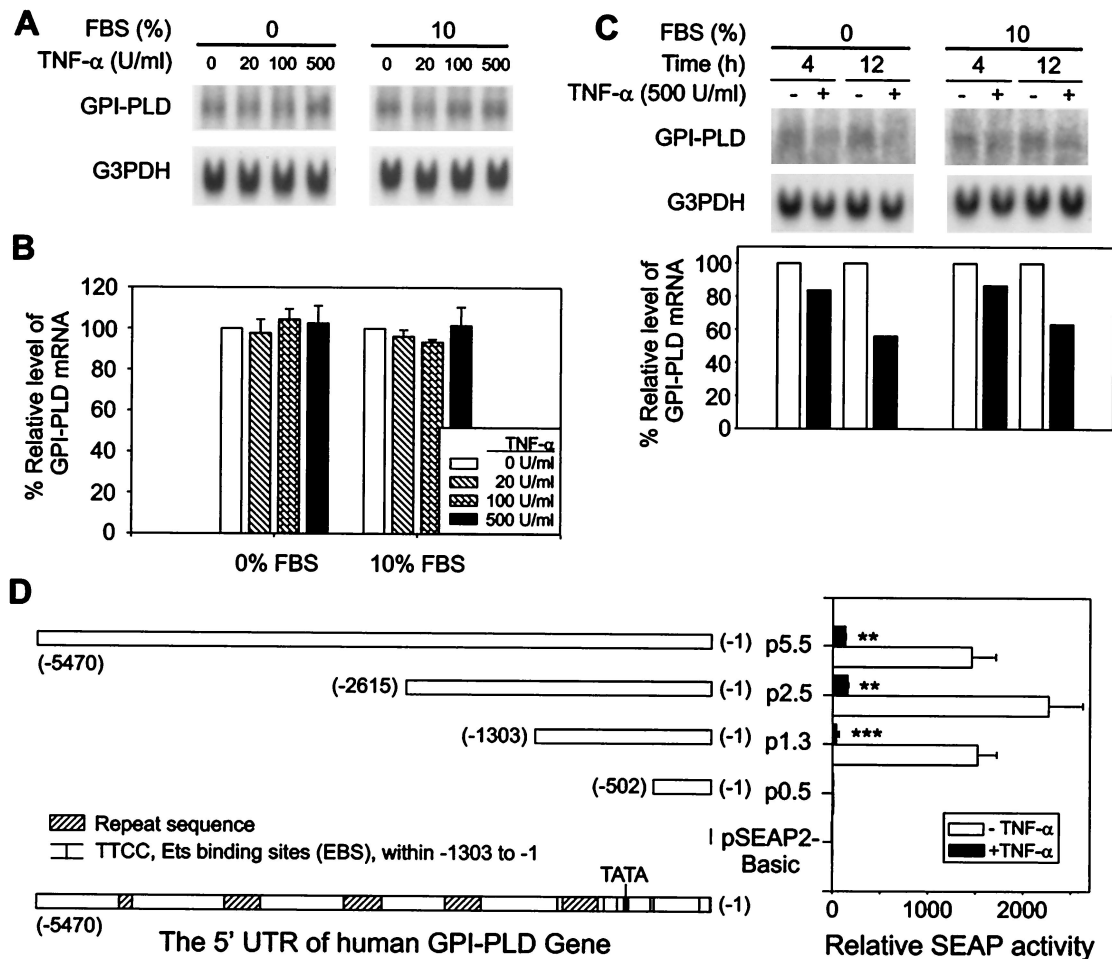 A
FBS (%) 0 10
TNF-α (U/ml) 0 20 100 500 0 20 100 500
GPI-PLD
G3PDH
B
% Relative level of
GPI-PLD mRNA
120
100
80
60
40
20
0
TNF-α
0 U/ml
20 U/ml
100 U/ml
500 U/ml
0% FBS 10% FBS
C
FBS (%) 0 10
Time (h) 4 12 4 12
TNF-α (500 U/ml) - + - + - + - +
GPI-PLD
G3PDH
% Relative level of
GPI-PLD mRNA
100
80
60
40
20
0
D
(-5470) (-1) p5.5 **
(-2615) (-1) p2.5 **
(-1303) (-1) p1.3 ***
(-502) (-1) p0.5
pSEAP2-
Basic
Repeat sequence
TTCC, Ets binding sites (EBS), within -1303 to -1
TATA
(-5470) (-1)
The 5' UTR of human GPI-PLD Gene
- TNF-α
+TNF-α
0 1000 2000
Relative SEAP activity